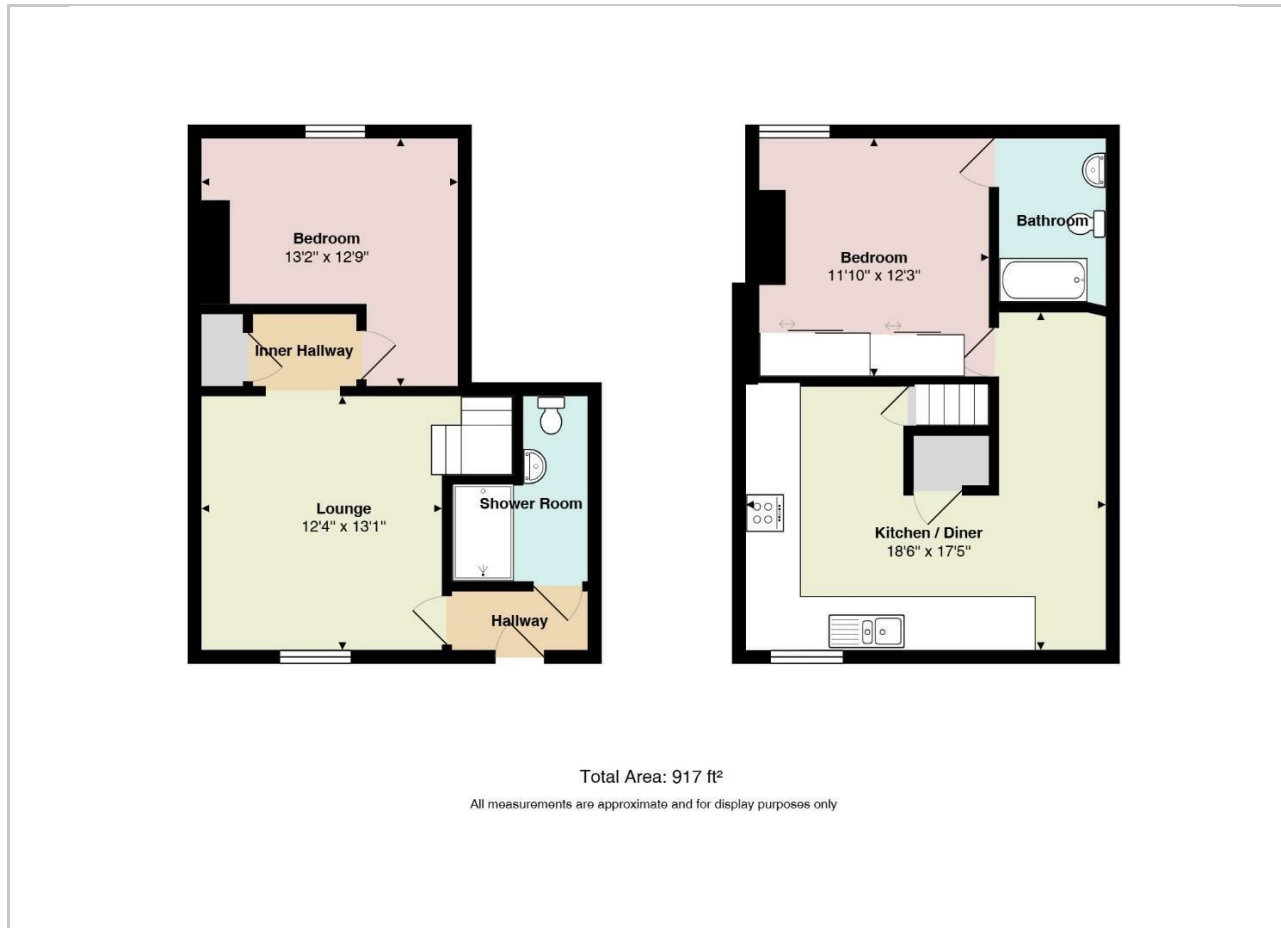 Bedroom
13'2" x 12'9"
Inner Hallway
Lounge
12'4" x 13'1"
Shower Room
Hallway
Bedroom
11'10" x 12'3"
Bathroom
Kitchen / Diner
18'6" x 17'5"
Total Area: 917 ft²
All measurements are approximate and for display purposes only